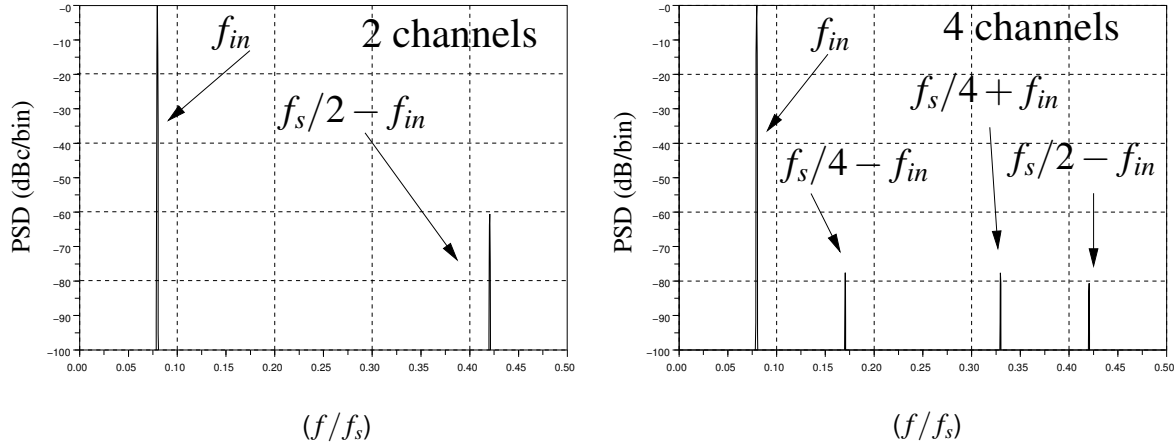 2 channels
f_in
f_s/2 − f_in
PSD (dBc/bin)
−0
−10
−20
−30
−40
−50
−60
−70
−80
−90
−100
0.00 0.05 0.10 0.15 0.20 0.25 0.30 0.35 0.40 0.45 0.50
(f/f_s)
4 channels
f_in
f_s/4 + f_in
f_s/4 − f_in
f_s/2 − f_in
PSD (dB/bin)
−0
−10
−20
−30
−40
−50
−60
−70
−80
−90
−100
0.00 0.05 0.10 0.15 0.20 0.25 0.30 0.35 0.40 0.45 0.50
(f/f_s)